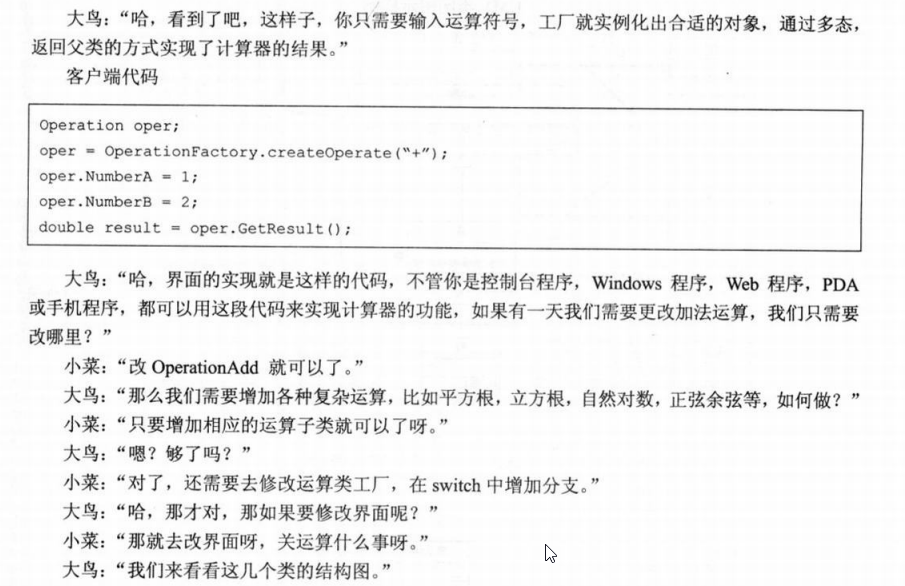 大鸟：“哈，看到了吧，这样子，你只需要输入运算符号，工厂就实例化出合适的对象，通过多态，
返回父类的方式实现了计算器的结果。”
客户端代码
Operation oper;
oper = OperationFactory.createOperate(“+”);
oper.NumberA = 1;
oper.NumberB = 2;
double result = oper.GetResult();
大鸟：“哈，界面的实现就是这样的代码，不管你是控制台程序，Windows 程序，Web 程序，PDA
或手机程序，都可以用这段代码来实现计算器的功能，如果有一天我们需要更改加法运算，我们只需要
改哪里？”
小菜：“改 OperationAdd 就可以了。”
大鸟：“那么我们需要增加各种复杂运算，比如平方根，立方根，自然对数，正弦余弦等，如何做？”
小菜：“只要增加相应的运算子类就可以了呀。”
大鸟：“嗯？够了吗？”
小菜：“对了，还需要去修改运算类工厂，在 switch 中增加分支。”
大鸟：“哈，那才对，那如果要修改界面呢？”
小菜：“那就去改界面呀，关运算什么事呀。”
大鸟：“我们来看看这几个类的结构图。”